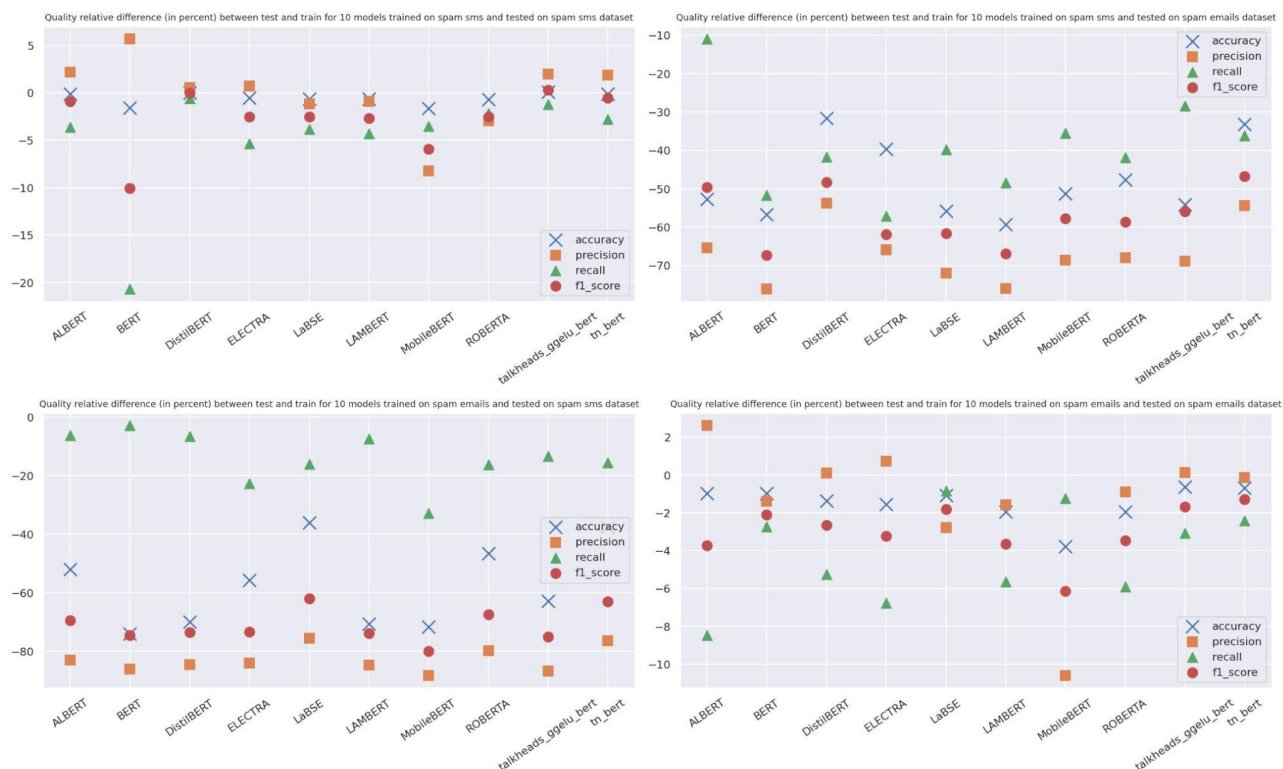 Quality relative difference (in percent) between test and train for 10 models trained on spam sms and tested on spam sms dataset
5
0
−5
−10
−15
−20
accuracy
precision
recall
f1_score
ALBERT
BERT
DistilBERT
ELECTRA
LaBSE
LAMBERT
MobileBERT
ROBERTA
talkheads_ggelu_bert
tn_bert
Quality relative difference (in percent) between test and train for 10 models trained on spam sms and tested on spam emails dataset
−10
−20
−30
−40
−50
−60
−70
accuracy
precision
recall
f1_score
ALBERT
BERT
DistilBERT
ELECTRA
LaBSE
LAMBERT
MobileBERT
ROBERTA
talkheads_ggelu_bert
tn_bert
Quality relative difference (in percent) between test and train for 10 models trained on spam emails and tested on spam sms dataset
0
−20
−40
−60
−80
accuracy
precision
recall
f1_score
ALBERT
BERT
DistilBERT
ELECTRA
LaBSE
LAMBERT
MobileBERT
ROBERTA
talkheads_ggelu_bert
tn_bert
Quality relative difference (in percent) between test and train for 10 models trained on spam emails and tested on spam emails dataset
2
0
−2
−4
−6
−8
−10
accuracy
precision
recall
f1_score
ALBERT
BERT
DistilBERT
ELECTRA
LaBSE
LAMBERT
MobileBERT
ROBERTA
talkheads_ggelu_bert
tn_bert